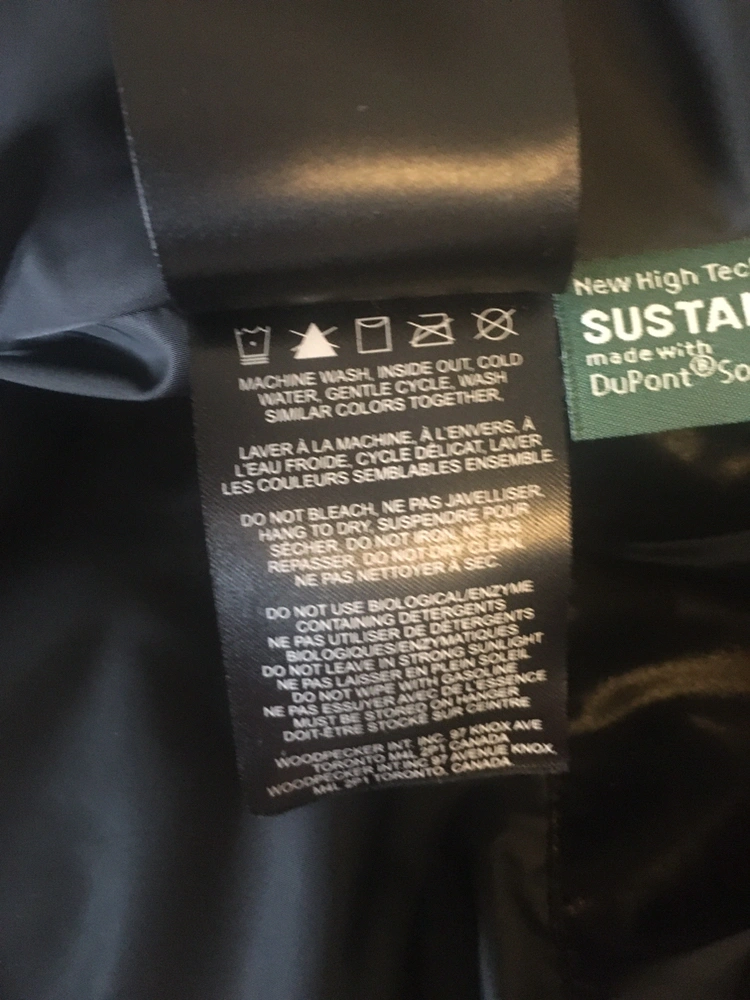 MACHINE WASH, INSIDE OUT, COLD
WATER, GENTLE CYCLE, WASH
SIMILAR COLORS TOGETHER,
LAVER À LA MACHINE, À L'ENVERS, À
L'EAU FROIDE, CYCLE DÉLICAT, LAVER
LES COULEURS SEMBLABLES ENSEMBLE
DO NOT BLEACH, NE PAS JAVELLISER,
HANG TO DRY, SUSPENDRE POUR
SÉCHER, DO NOT IRON, NE PAS
REPASSER, DO NOT DRY CLEAN,
NE PAS NETTOYER À SEC
DO NOT USE BIOLOGICAL/ENZYME
CONTAINING DETERGENTS
NE PAS UTILISER DE DÉTERGENTS
BIOLOGIQUES/ENZYMATIQUES
DO NOT LEAVE IN STRONG SUNLIGHT
NE PAS LAISSER EN PLEIN SOLEIL
DO NOT WIPE WITH GASOLINE
NE PAS ESSUYER AVEC DE L'ESSENCE
MUST BE STORED ON HANGER
DOIT-ÊTRE STOCKÉ SUR CEINTRE
WOODPECKER INT. INC. 97 KNOX AVE
TORONTO M4L 2P1 CANADA
WOODPECKER INT.INC 97 AVENUE KNOX,
M4L 2P1 TORONTO, CANADA
New High Tec
SUSTA
made with
DuPont® So